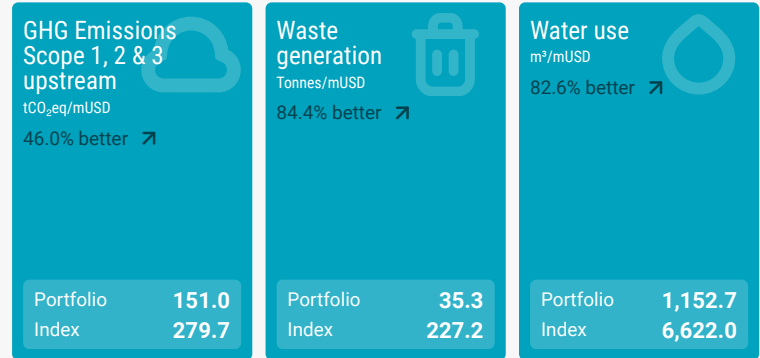 GHG Emissions
Scope 1, 2 & 3
upstream
tCO₂eq/mUSD
46.0% better
Portfolio 151.0
Index 279.7
Waste
generation
Tonnes/mUSD
84.4% better
Portfolio 35.3
Index 227.2
Water use
m³/mUSD
82.6% better
Portfolio 1,152.7
Index 6,622.0